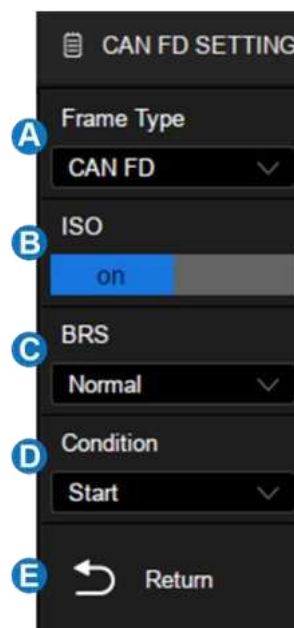 CAN FD SETTING
A
Frame Type
CAN FD
B
ISO
on
C
BRS
Normal
D
Condition
Start
E
Return